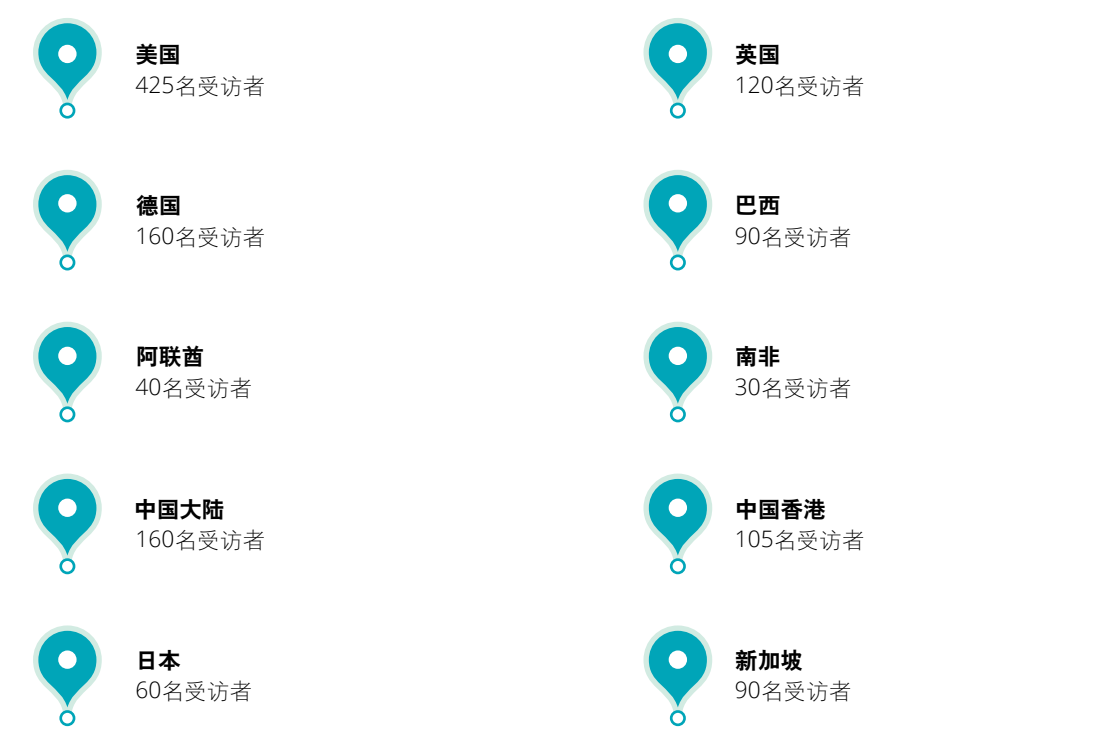 美国
425名受访者
英国
120名受访者
德国
160名受访者
巴西
90名受访者
阿联酋
40名受访者
南非
30名受访者
中国大陆
160名受访者
中国香港
105名受访者
日本
60名受访者
新加坡
90名受访者